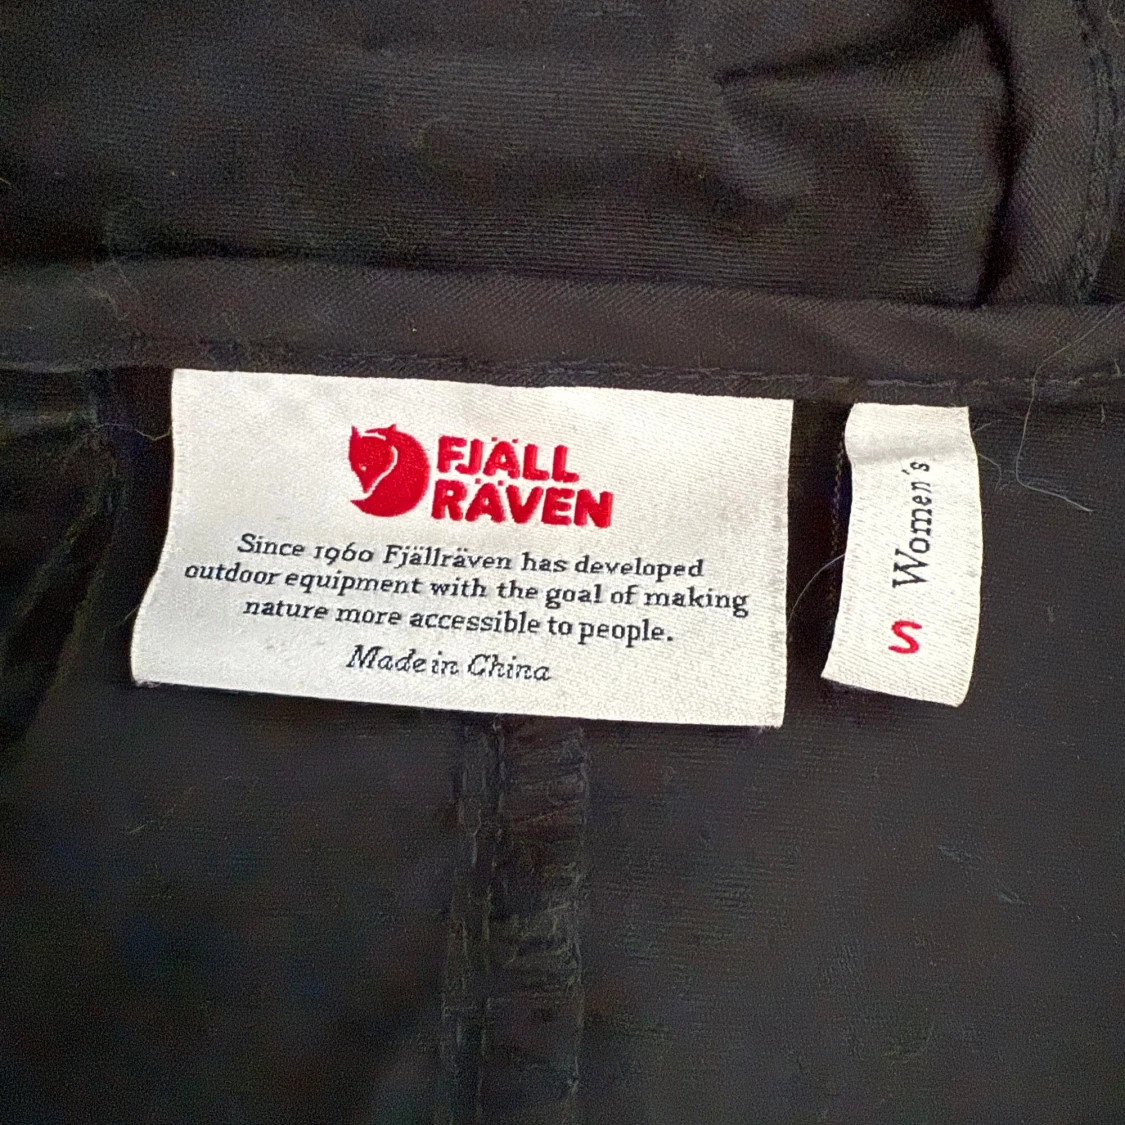 FJÄLL
RÄVEN
Since 1960 Fjällräven has developed
outdoor equipment with the goal of making
nature more accessible to people.
Made in China
S Women's